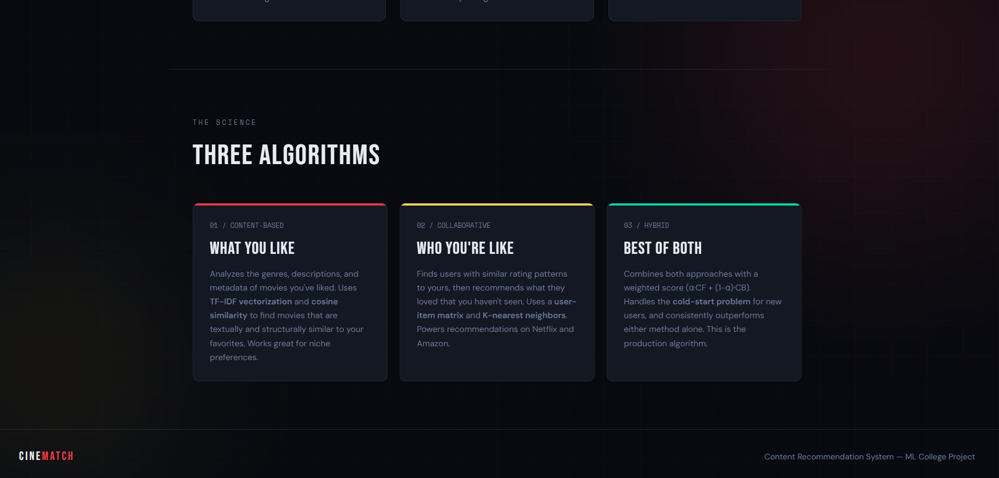 THE SCIENCE
THREE ALGORITHMS
01 / CONTENT-BASED
WHAT YOU LIKE
Analyzes the genres, descriptions, and
metadata of movies you've liked. Uses
TF-IDF vectorization and cosine
similarity to find movies that are
textually and structurally similar to your
favorites. Works great for niche
preferences.
02 / COLLABORATIVE
WHO YOU'RE LIKE
Finds users with similar rating patterns
to yours, then recommends what they
loved that you haven't seen. Uses a user-
item matrix and K-nearest neighbors.
Powers recommendations on Netflix and
Amazon.
03 / HYBRID
BEST OF BOTH
Combines both approaches with a
weighted score (α·CF + (1-α)·CB).
Handles the cold-start problem for new
users, and consistently outperforms
either method alone. This is the
production algorithm.
CINEMATCH
Content Recommendation System — ML College Project